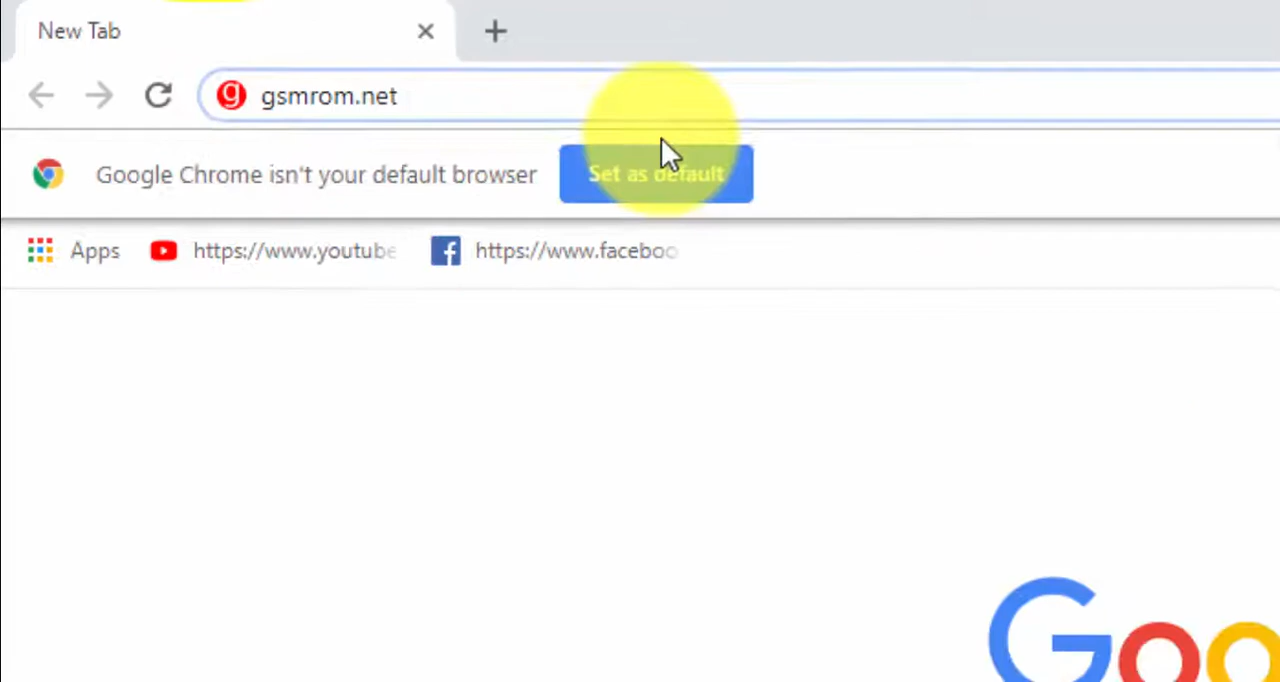 New Tab
gsmrom.net
Google Chrome isn't your default browser Set as default
Apps https://www.youtube https://www.faceboo
Goo